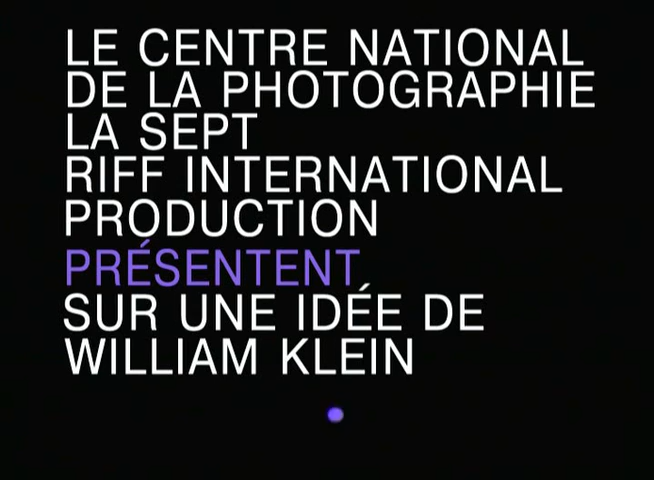 LE CENTRE NATIONAL
DE LA PHOTOGRAPHIE
LA SEPT
RIFF INTERNATIONAL
PRODUCTION
PRÉSENTENT
SUR UNE IDÉE DE
WILLIAM KLEIN